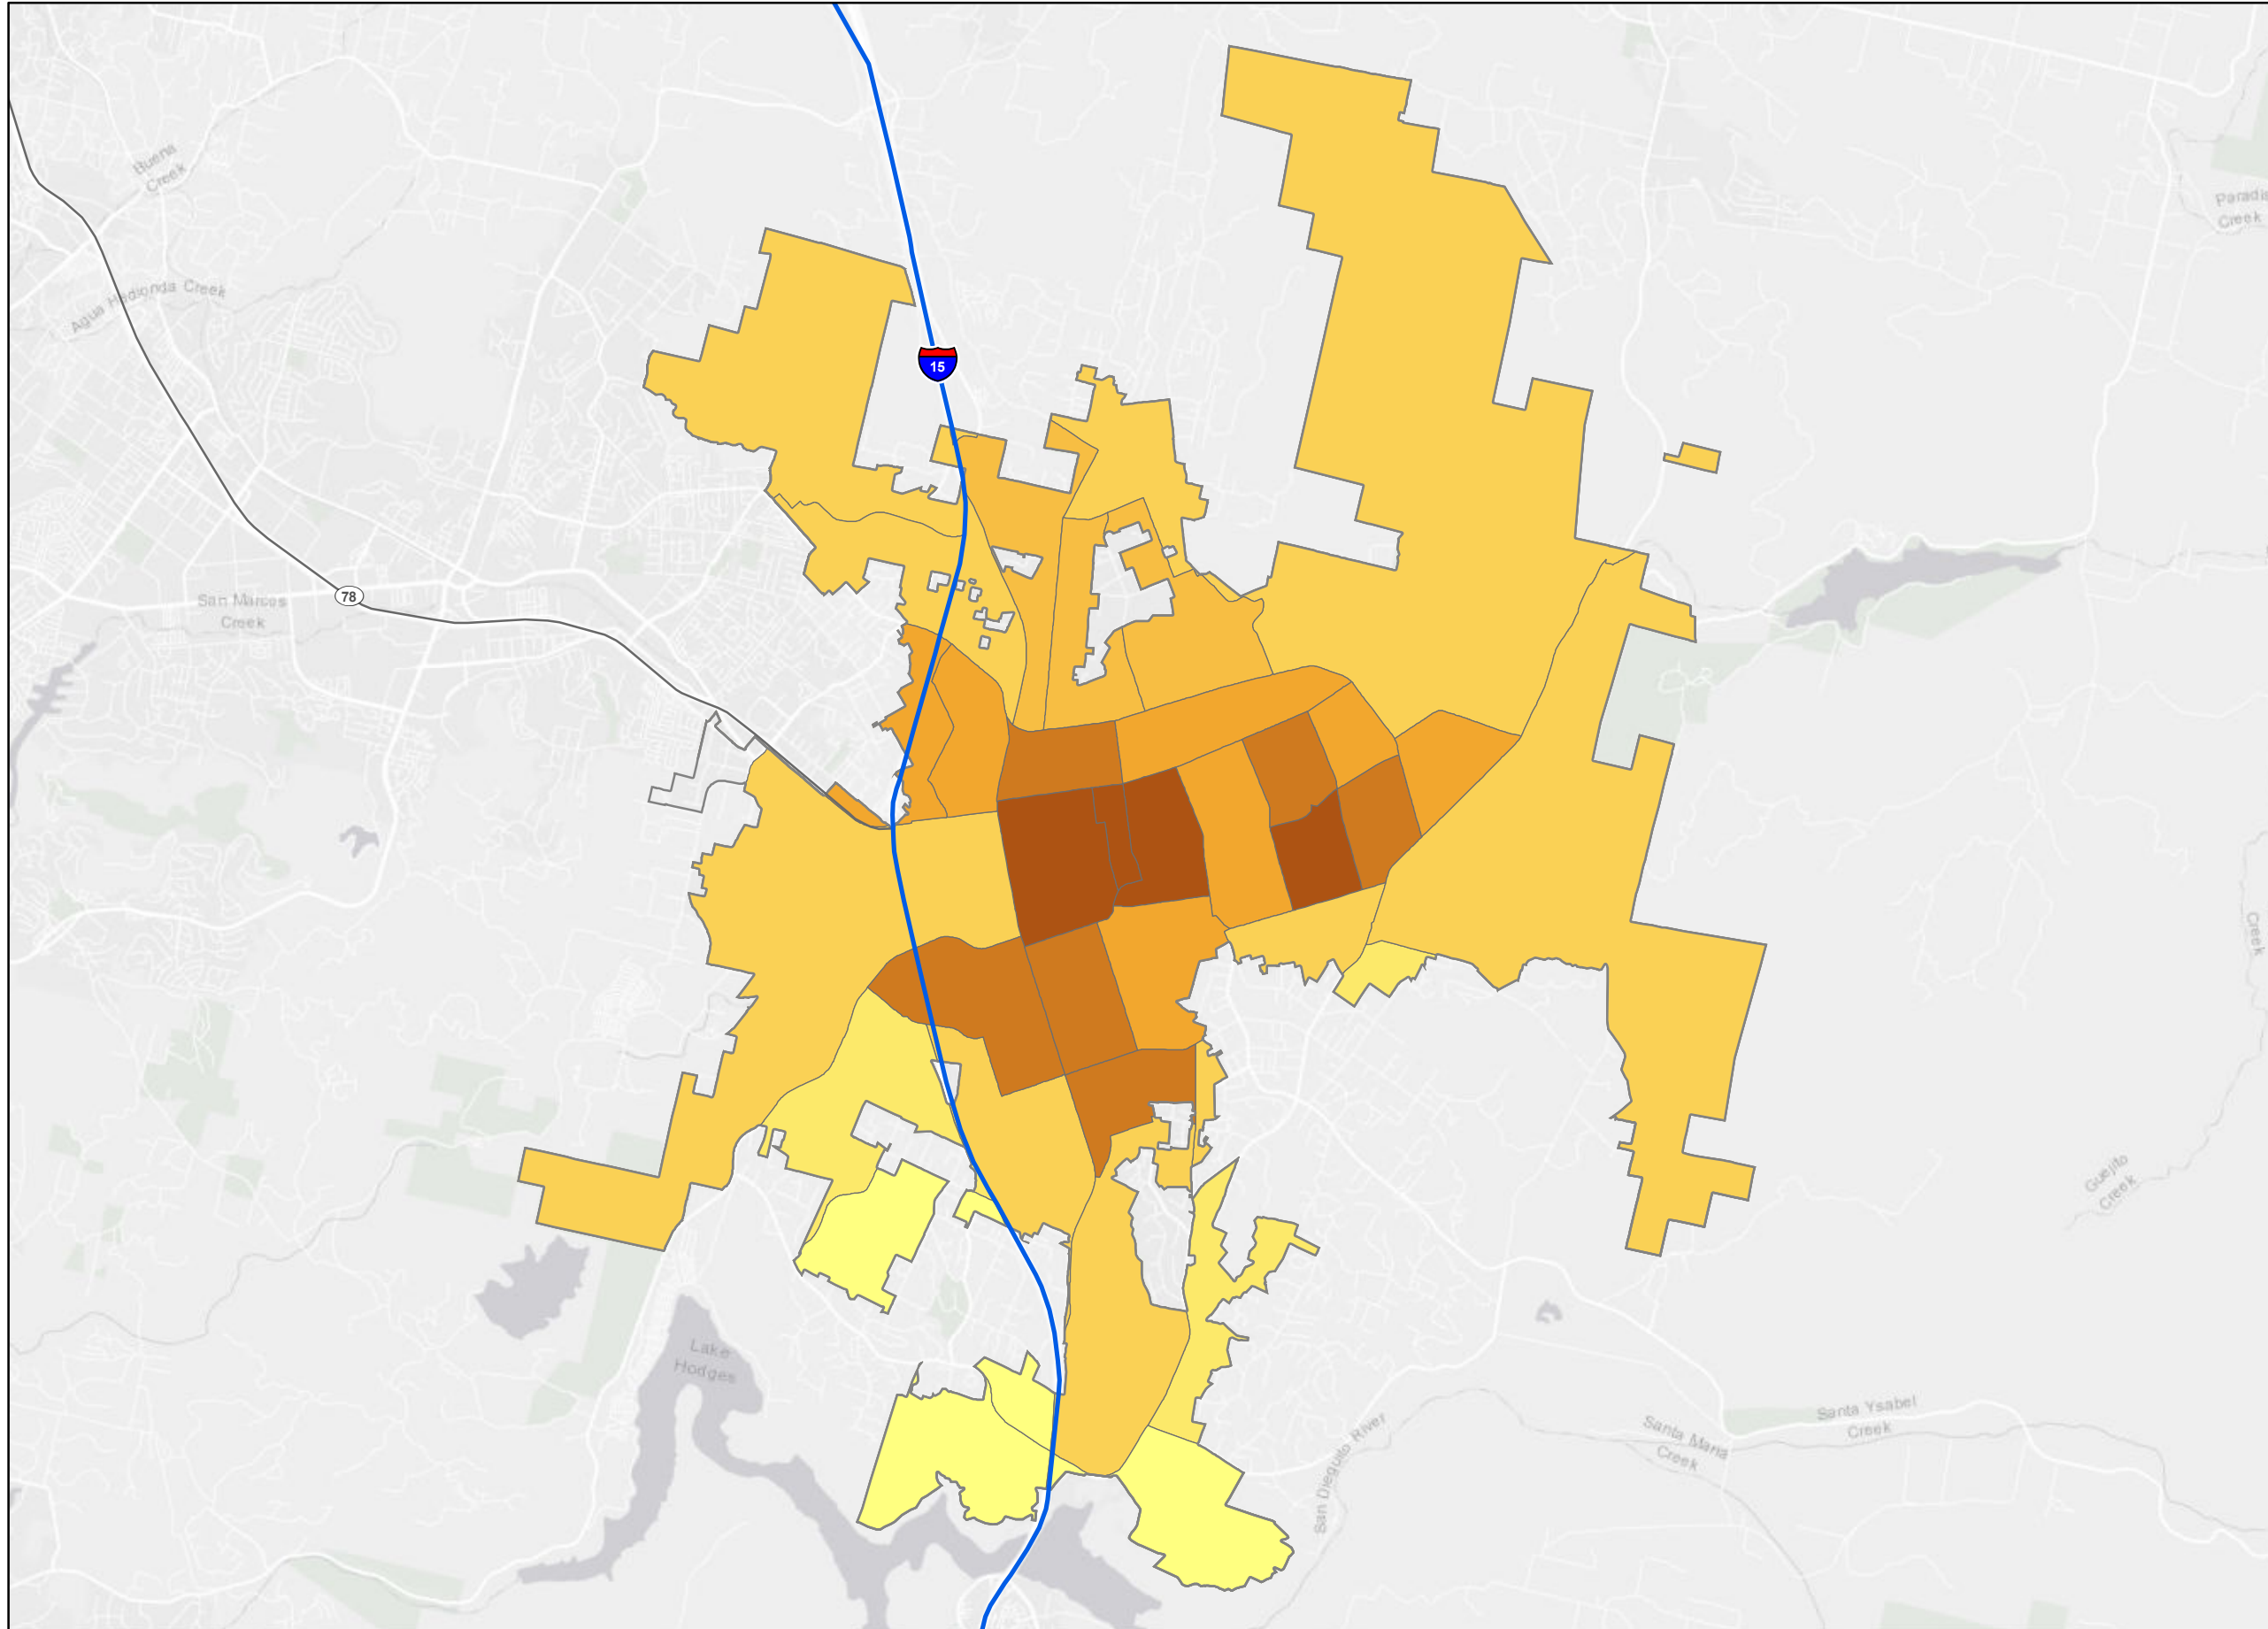 Buena
Creek
Paradis
Creek
Agua Hedionda Creek
15
78
San Marcos
Creek
Creek
Guejito
Creek
Lake
Hodges
Santa Ysabel
Creek
Santa Maria
Creek
San Dieguito River